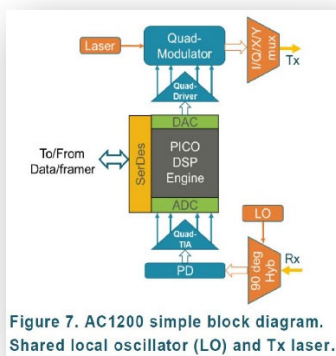 Laser
Quad-
Modulator
I/Q/X/Y
mux
Tx
Quad-
Driver
DAC
To/From
Data/framer
SerDes
PICO
DSP
Engine
ADC
LO
Quad-
TIA
PD
90 deg
Hyb
Rx
Figure 7. AC1200 simple block diagram.
Shared local oscillator (LO) and Tx laser.